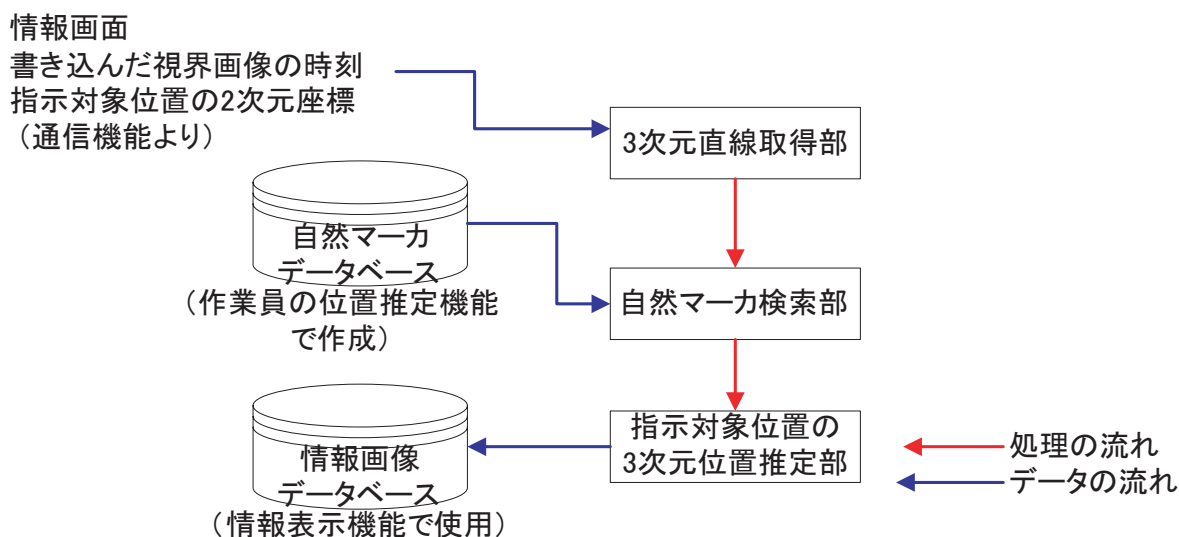 情報画面
書き込んだ視界画像の時刻
指示対象位置の2次元座標
（通信機能より）
3次元直線取得部
自然マーカ
データベース
（作業員の位置推定機能
で作成）
自然マーカ検索部
指示対象位置の
3次元位置推定部
情報画像
データベース
（情報表示機能で使用）
処理の流れ
データの流れ